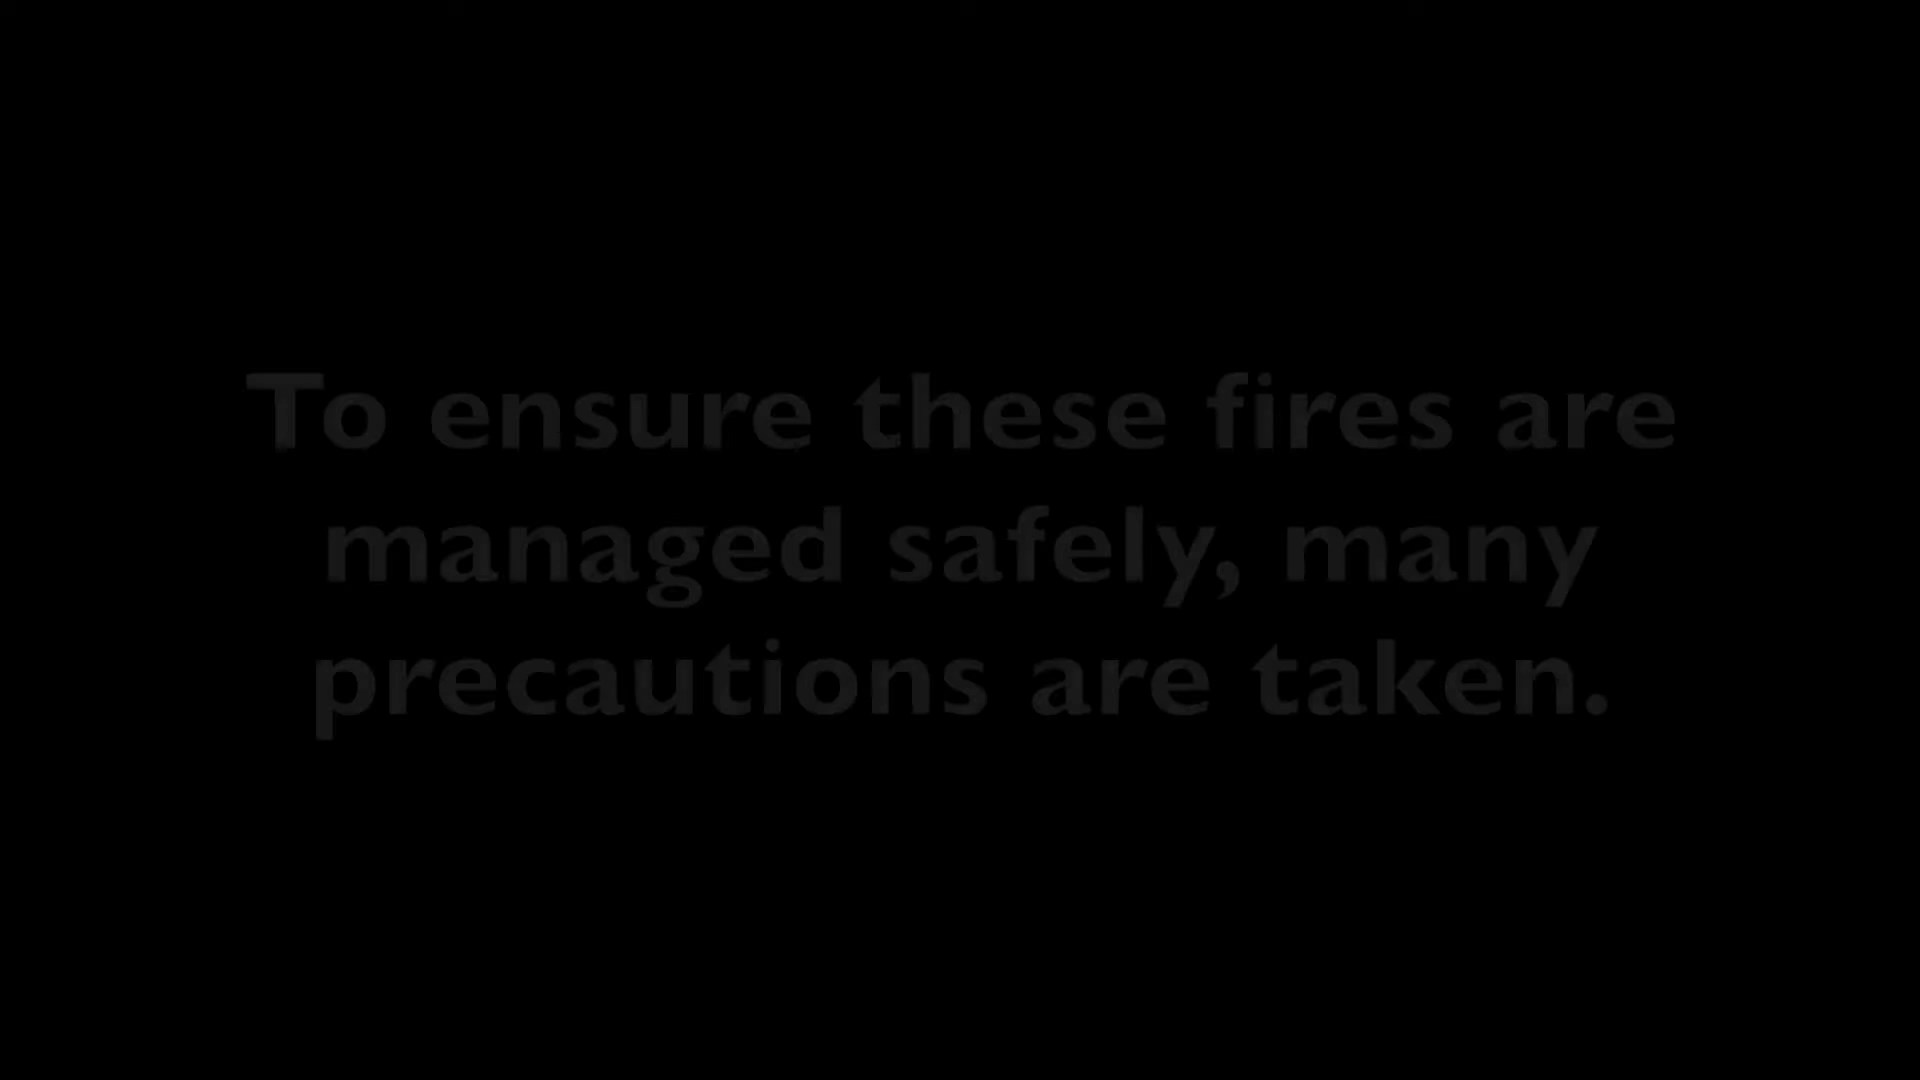 To ensure these fires are
managed safely, many
precautions are taken.